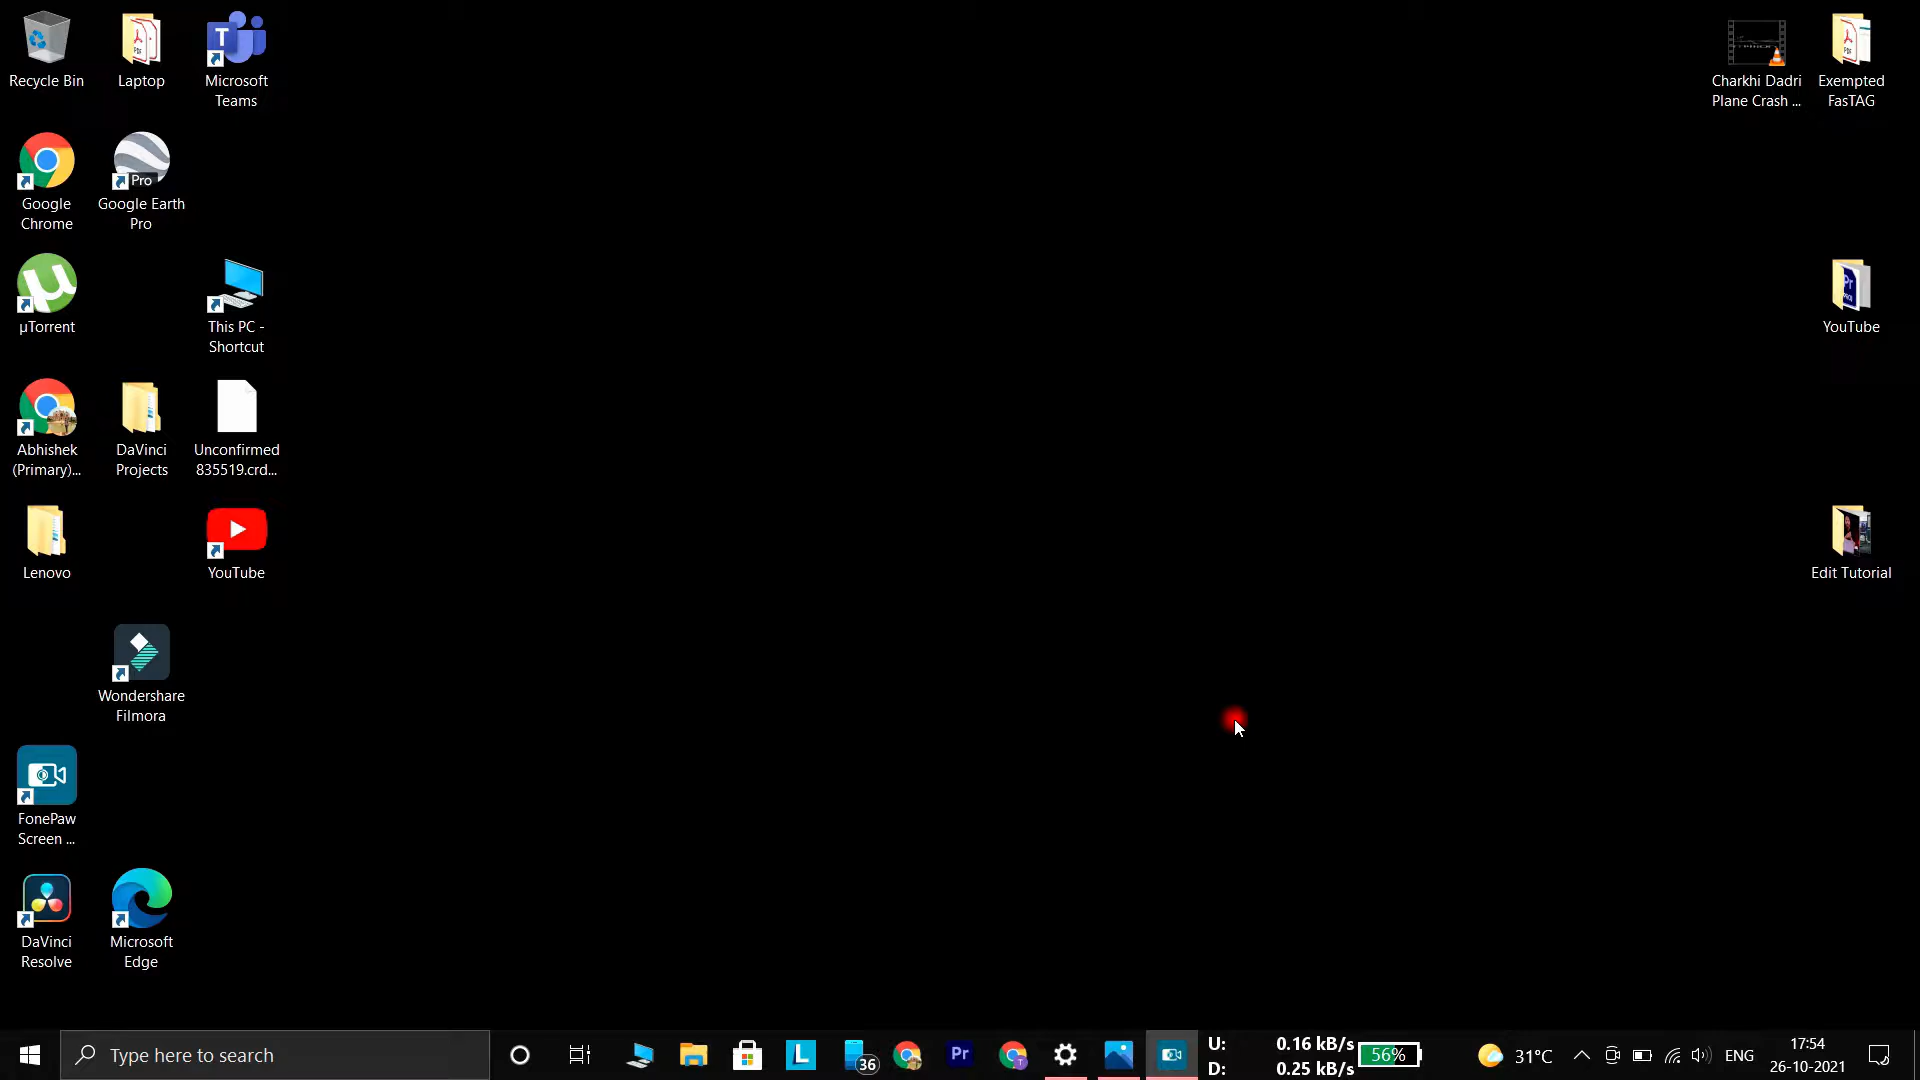 Recycle Bin
Laptop
Microsoft
Teams
Charkhi Dadri
Plane Crash ...
Exempted
FasTAG
Google
Chrome
Pro
Google Earth
Pro
µTorrent
This PC -
Shortcut
YouTube
Abhishek
(Primary)...
DaVinci
Projects
Unconfirmed
835519.crd...
Lenovo
YouTube
Edit Tutorial
Wondershare
Filmora
FonePaw
Screen ...
DaVinci
Resolve
Microsoft
Edge
Type here to search
L
36
Pr
U: 0.16 kB/s
D: 0.25 kB/s
56%
31°C
ENG
17:54
26-10-2021